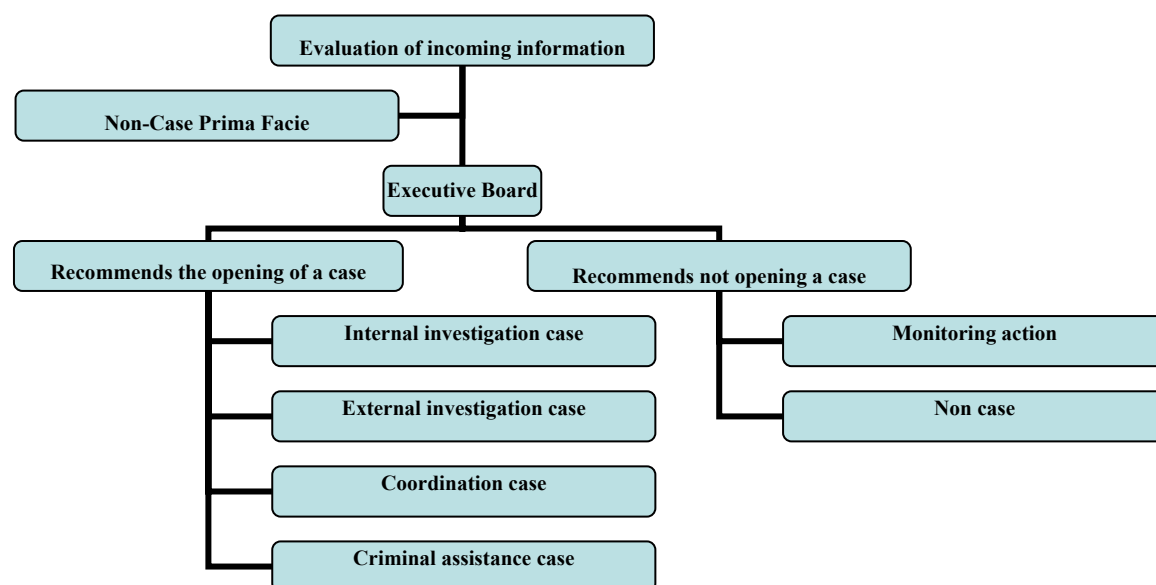 Evaluation of incoming information
Non-Case Prima Facie
Executive Board
Recommends the opening of a case
Recommends not opening a case
Internal investigation case
Monitoring action
External investigation case
Non case
Coordination case
Criminal assistance case